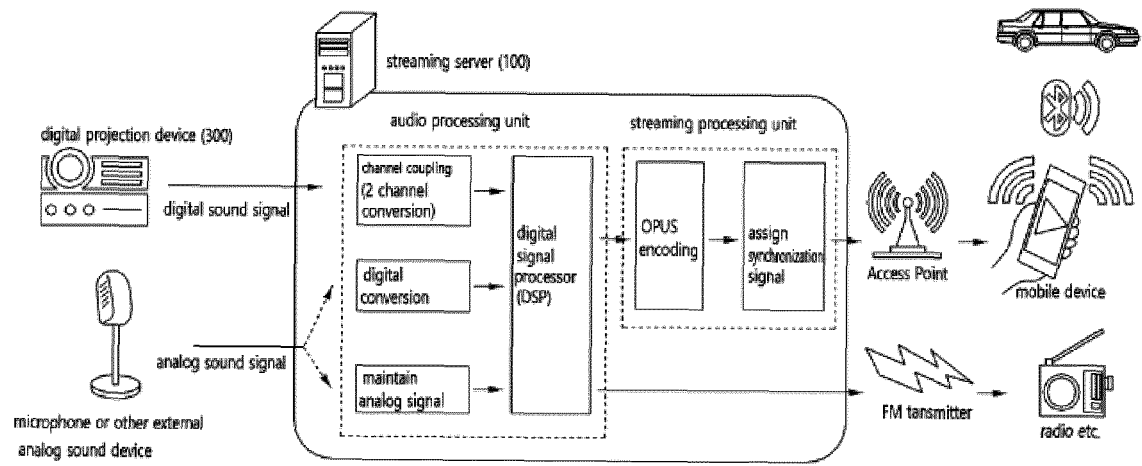 streaming server (100)
audio processing unit
streaming processing unit
digital projection device (300)
digital sound signal
channel coupling
(2 channel
conversion)
digital
conversion
maintain
analog signal
digital
signal
processor
(DSP)
OPUS
encoding
assign
synchronization
signal
Access Point
mobile device
analog sound signal
microphone or other external
analog sound device
FM tansmitter
radio etc.